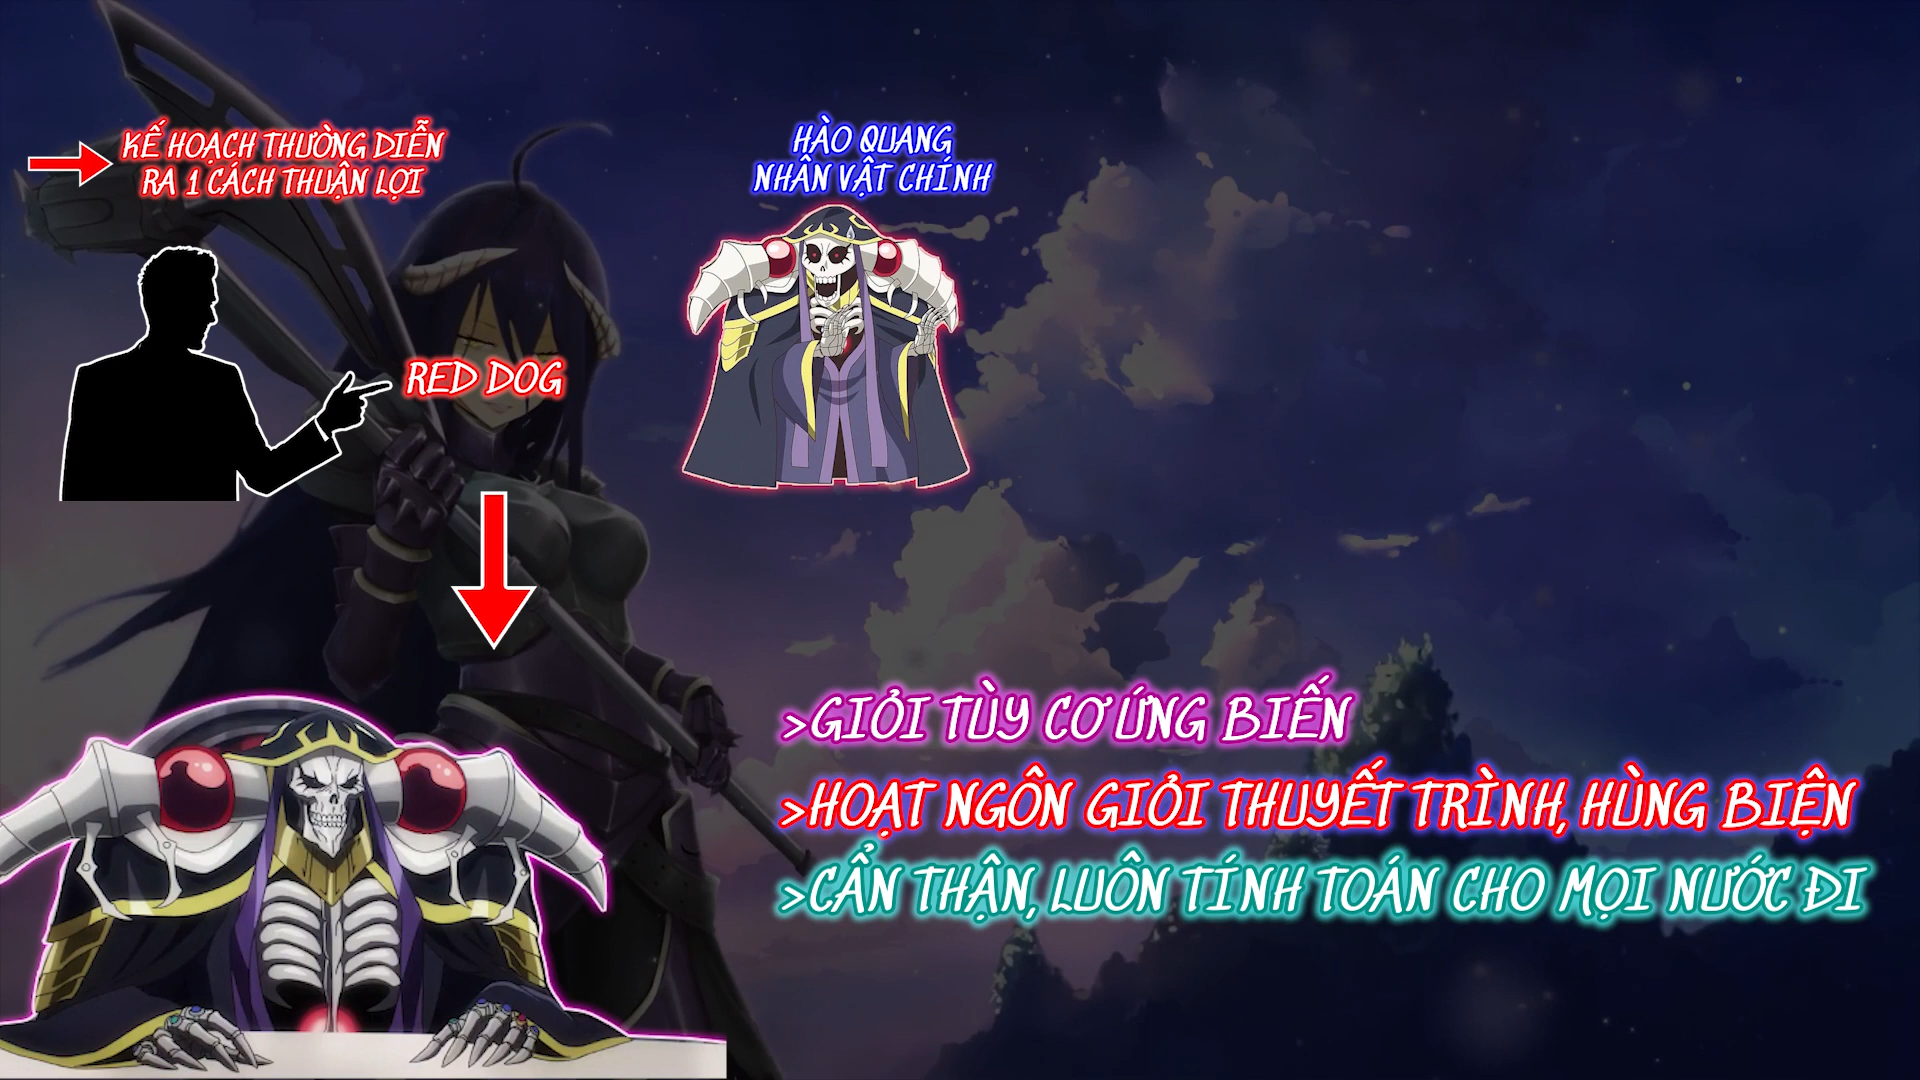 KẾ HOẠCH THƯỜNG DIỄN
RA 1 CÁCH THUẬN LỢI
HÀO QUANG
NHÂN VẬT CHÍNH
RED DOG
>GIỎI TÙY CƠ ỨNG BIẾN
>HOẠT NGÔN GIỎI THUYẾT TRÌNH, HÙNG BIỆN
>CẨN THẬN, LUÔN TÍNH TOÁN CHO MỌI NƯỚC ĐI